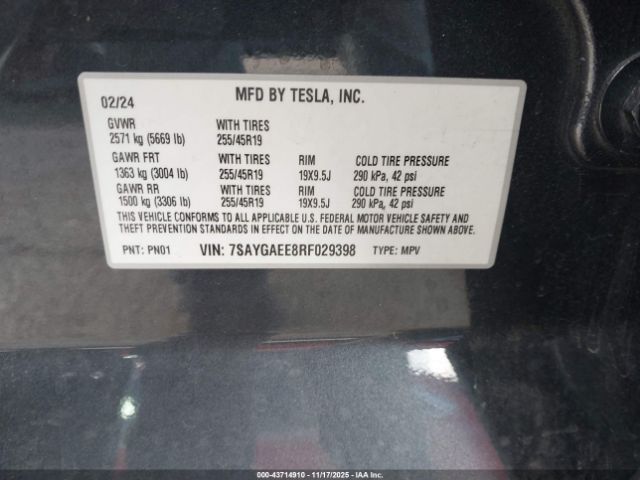 02/24 MFD BY TESLA, INC.
GVWR WITH TIRES
2571 kg (5669 lb) 255/45R19
GAWR FRT WITH TIRES RIM COLD TIRE PRESSURE
1363 kg (3004 lb) 255/45R19 19X9.5J 290 kPa, 42 psi
GAWR RR WITH TIRES RIM COLD TIRE PRESSURE
1500 kg (3306 lb) 255/45R19 19X9.5J 290 kPa, 42 psi
THIS VEHICLE CONFORMS TO ALL APPLICABLE U.S. FEDERAL MOTOR VEHICLE SAFETY AND
THEFT PREVENTION STANDARDS IN EFFECT ON THE DATE OF MANUFACTURE SHOWN ABOVE.
PNT: PN01 VIN: 7SAYGAEE8RF029398 TYPE: MPV
000-43714910 - 11/17/2025 - IAA Inc.